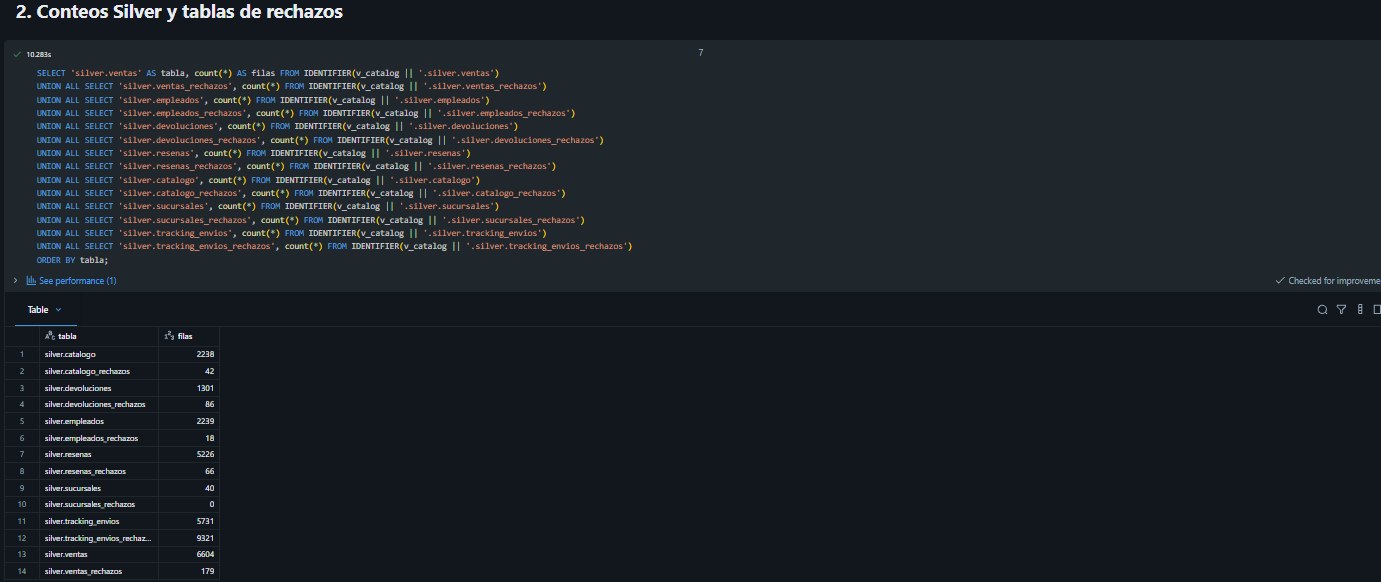 2. Conteos Silver y tablas de rechazos
10.283s
7
SELECT 'silver.ventas' AS tabla, count(*) AS filas FROM IDENTIFIER(v_catalog || '.silver.ventas')
UNION ALL SELECT 'silver.ventas_rechazos', count(*) FROM IDENTIFIER(v_catalog || '.silver.ventas_rechazos')
UNION ALL SELECT 'silver.empleados', count(*) FROM IDENTIFIER(v_catalog || '.silver.empleados')
UNION ALL SELECT 'silver.empleados_rechazos', count(*) FROM IDENTIFIER(v_catalog || '.silver.empleados_rechazos')
UNION ALL SELECT 'silver.devoluciones', count(*) FROM IDENTIFIER(v_catalog || '.silver.devoluciones')
UNION ALL SELECT 'silver.devoluciones_rechazos', count(*) FROM IDENTIFIER(v_catalog || '.silver.devoluciones_rechazos')
UNION ALL SELECT 'silver.resenas', count(*) FROM IDENTIFIER(v_catalog || '.silver.resenas')
UNION ALL SELECT 'silver.resenas_rechazos', count(*) FROM IDENTIFIER(v_catalog || '.silver.resenas_rechazos')
UNION ALL SELECT 'silver.catalogo', count(*) FROM IDENTIFIER(v_catalog || '.silver.catalogo')
UNION ALL SELECT 'silver.catalogo_rechazos', count(*) FROM IDENTIFIER(v_catalog || '.silver.catalogo_rechazos')
UNION ALL SELECT 'silver.sucursales', count(*) FROM IDENTIFIER(v_catalog || '.silver.sucursales')
UNION ALL SELECT 'silver.sucursales_rechazos', count(*) FROM IDENTIFIER(v_catalog || '.silver.sucursales_rechazos')
UNION ALL SELECT 'silver.tracking_envios', count(*) FROM IDENTIFIER(v_catalog || '.silver.tracking_envios')
UNION ALL SELECT 'silver.tracking_envios_rechazos', count(*) FROM IDENTIFIER(v_catalog || '.silver.tracking_envios_rechazos')
ORDER BY tabla;
See performance (1)
Checked for improveme
Table
tabla filas
1 silver.catalogo 2238
2 silver.catalogo_rechazos 42
3 silver.devoluciones 1301
4 silver.devoluciones_rechazos 86
5 silver.empleados 2239
6 silver.empleados_rechazos 18
7 silver.resenas 5226
8 silver.resenas_rechazos 66
9 silver.sucursales 40
10 silver.sucursales_rechazos 0
11 silver.tracking_envios 5731
12 silver.tracking_envios_rechaz... 9321
13 silver.ventas 6604
14 silver.ventas_rechazos 179